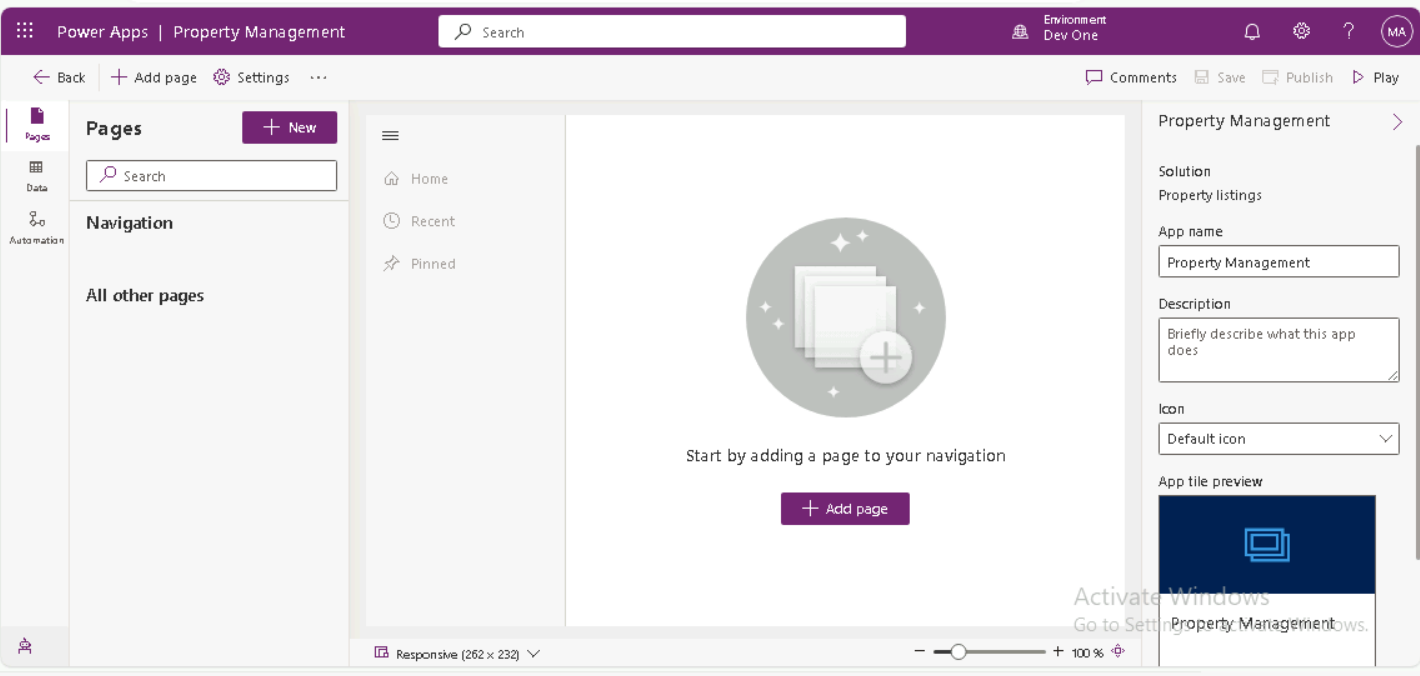 Power Apps | Property Management
Search
Environment
Dev One
MA
Back
Add page
Settings
Comments
Save
Publish
Play
Pages
Data
Automation
Pages
New
Search
Navigation
All other pages
Home
Recent
Pinned
Start by adding a page to your navigation
Add page
Responsive (262 × 232)
100 %
Property Management
Solution
Property listings
App name
Property Management
Description
Briefly describe what this app
does
Icon
Default icon
App tile preview
Property Management
Activate Windows
Go to Settings to activate Windows.